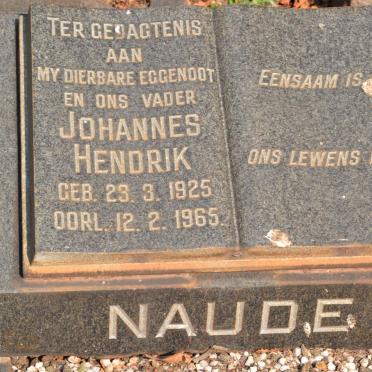 TER GEDAGTENIS
AAN
MY DIERBARE EGGENOOT
EN ONS VADER
JOHANNES
HENDRIK
GEB. 23. 3. 1925
OORL. 12. 2. 1965.
EENSAAM IS
ONS LEWENS
NAUDE